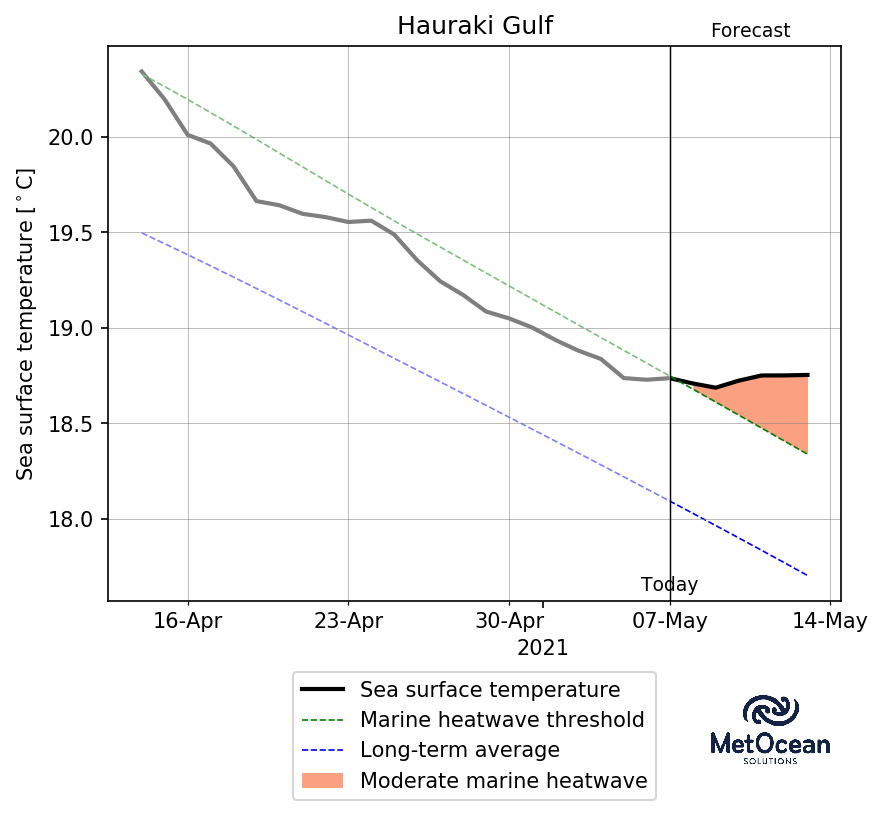 Hauraki Gulf
Forecast
Sea surface temperature [°C]
20.0
19.5
19.0
18.5
18.0
Today
16-Apr 23-Apr 30-Apr 07-May 14-May
2021
Sea surface temperature
Marine heatwave threshold
Long-term average
Moderate marine heatwave
MetOcean
SOLUTIONS